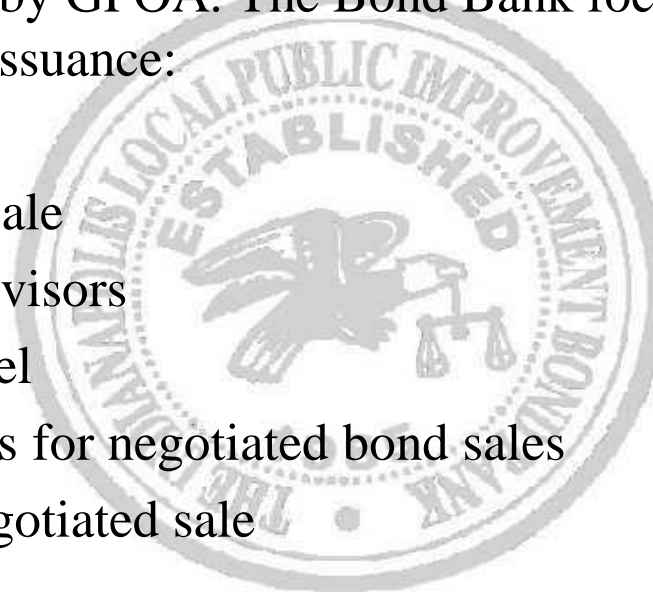 by GFOA. The Bond Bank foc
ssuance:
ale
visors
el
s for negotiated bond sales
gotiated sale
THE INDIANAPOLIS LOCAL PUBLIC IMPROVEMENT BOND BANK
ESTABLISHED